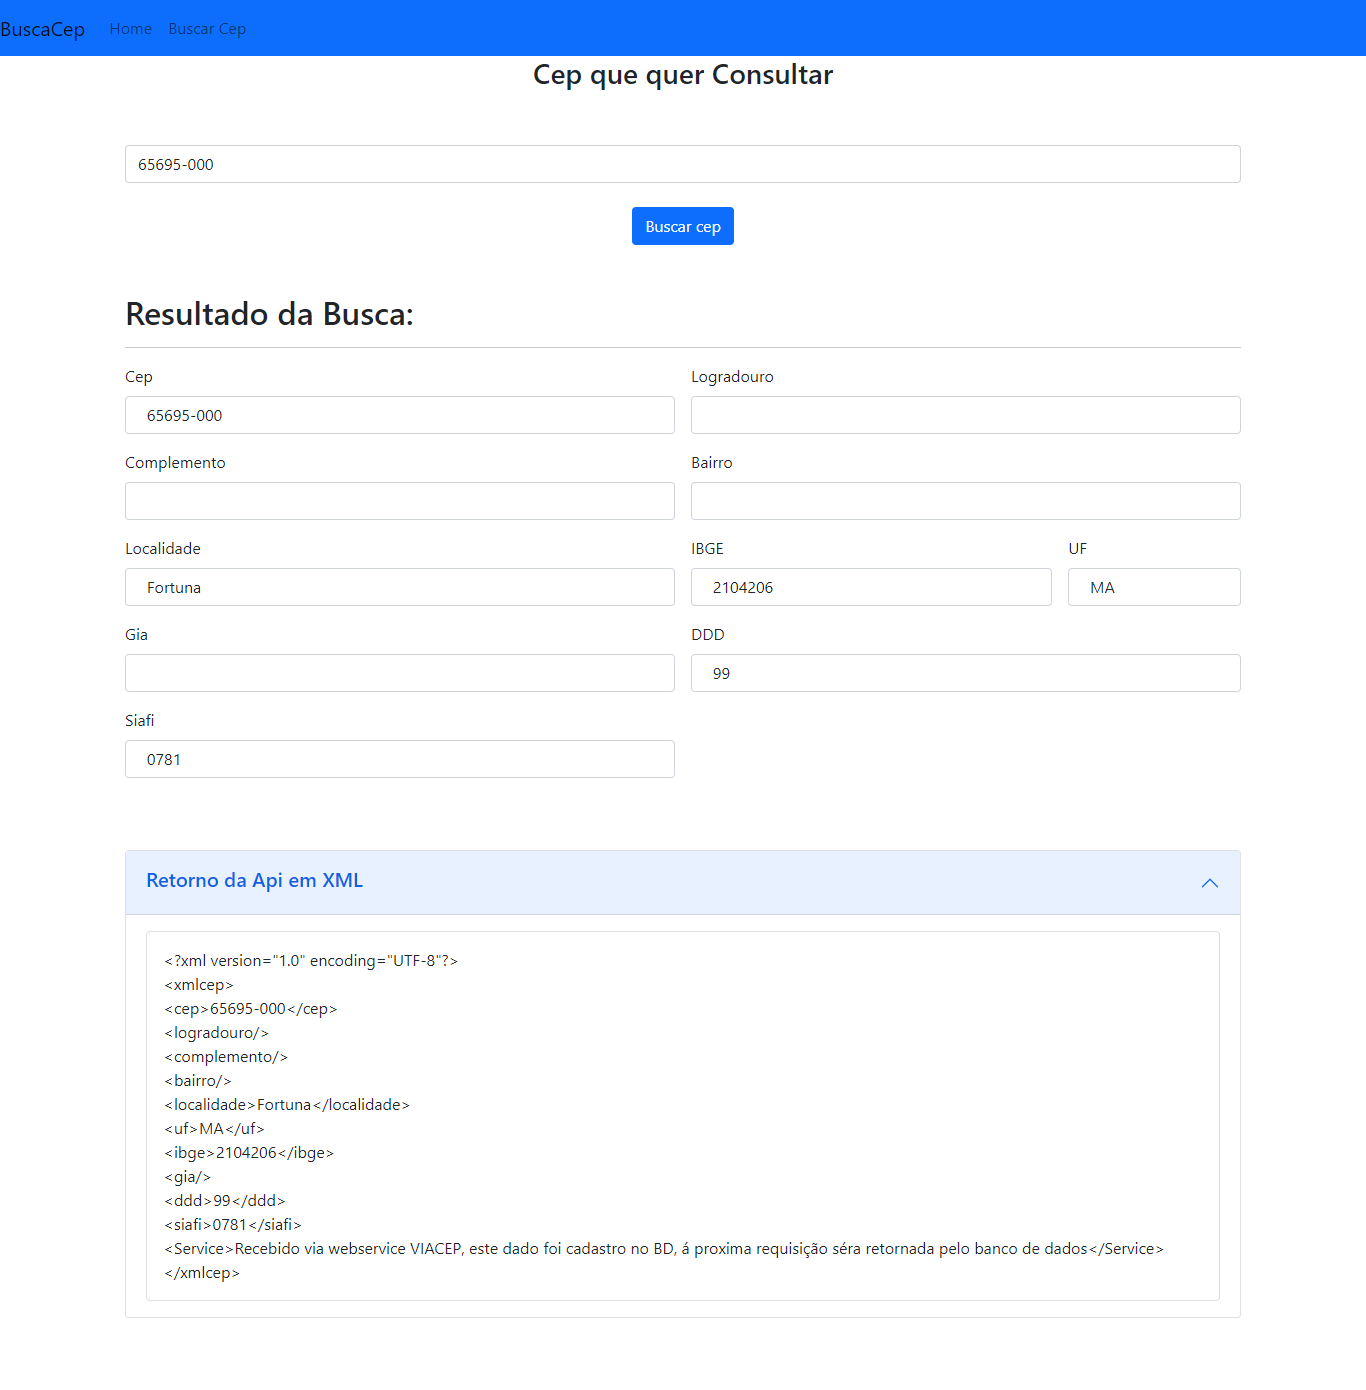 BuscaCep Home Buscar Cep
Cep que quer Consultar
65695-000
Buscar cep
Resultado da Busca:
Cep Logradouro
65695-000
Complemento Bairro
Localidade IBGE UF
Fortuna 2104206 MA
Gia DDD
99
Siafi
0781
Retorno da Api em XML
<?xml version="1.0" encoding="UTF-8"?>
<xmlcep>
<cep>65695-000</cep>
<logradouro/>
<complemento/>
<bairro/>
<localidade>Fortuna</localidade>
<uf>MA</uf>
<ibge>2104206</ibge>
<gia/>
<ddd>99</ddd>
<siafi>0781</siafi>
<Service>Recebido via webservice VIACEP, este dado foi cadastro no BD, á proxima requisição séra retornada pelo banco de dados</Service>
</xmlcep>